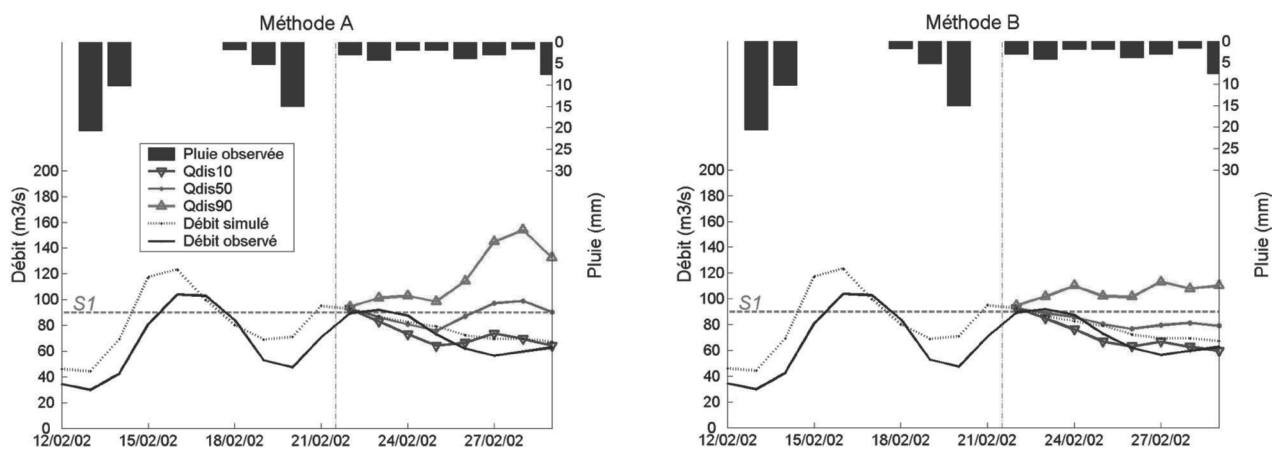 Méthode A
0
5
10
15
20
25
30
Pluie (mm)
Pluie observée
Qdis10
Qdis50
Qdis90
Débit simulé
Débit observé
200
180
160
140
120
100
80
60
40
20
0
Débit (m3/s)
S1
12/02/02 15/02/02 18/02/02 21/02/02 24/02/02 27/02/02
Méthode B
0
5
10
15
20
25
30
Pluie (mm)
200
180
160
140
120
100
80
60
40
20
0
Débit (m3/s)
S1
12/02/02 15/02/02 18/02/02 21/02/02 24/02/02 27/02/02